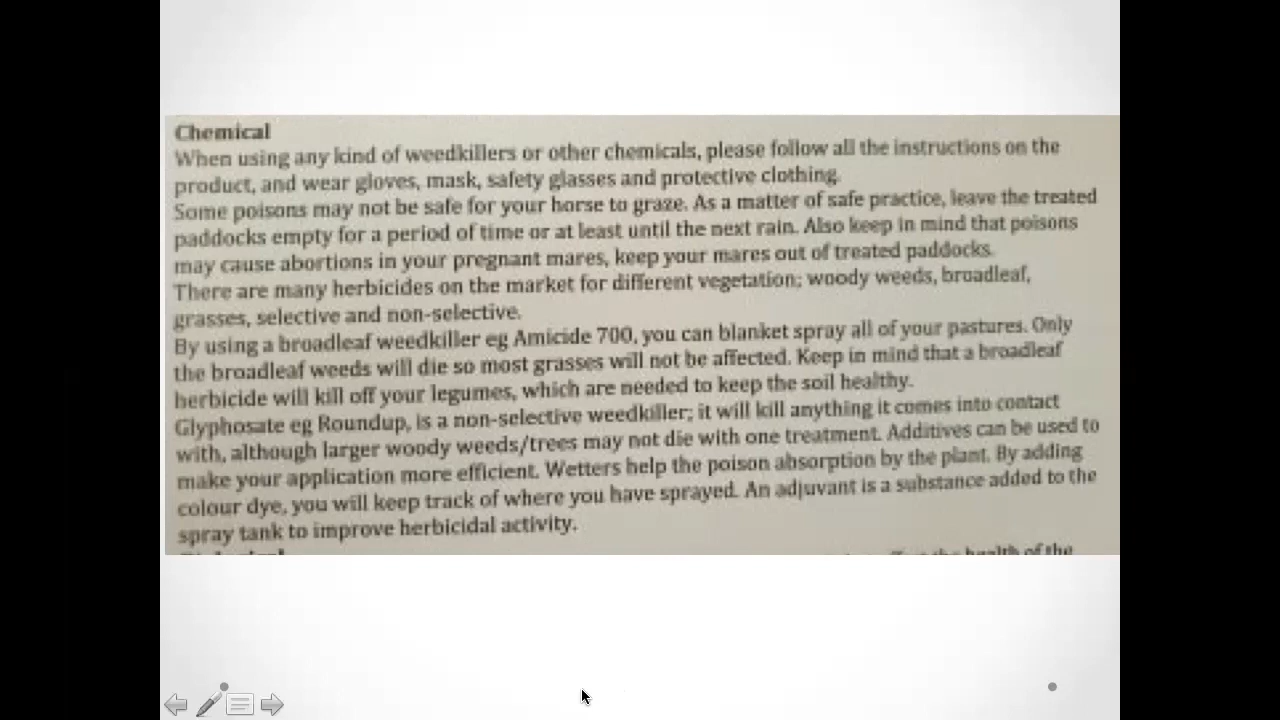 Chemical
When using any kind of weedkillers or other chemicals, please follow all the instructions on the
product, and wear gloves, mask, safety glasses and protective clothing.
Some poisons may not be safe for your horse to graze. As a matter of safe practice, leave the treated
paddocks empty for a period of time or at least until the next rain. Also keep in mind that poisons
may cause abortions in your pregnant mares, keep your mares out of treated paddocks.
There are many herbicides on the market for different vegetation; woody weeds, broadleaf,
grasses, selective and non-selective.
By using a broadleaf weedkiller eg Amicide 700, you can blanket spray all of your pastures. Only
the broadleaf weeds will die so most grasses will not be affected. Keep in mind that a broadleaf
herbicide will kill off your legumes, which are needed to keep the soil healthy.
Glyphosate eg Roundup, is a non-selective weedkiller; it will kill anything it comes into contact
with, although larger woody weeds/trees may not die with one treatment. Additives can be used to
make your application more efficient. Wetters help the poison absorption by the plant. By adding
colour dye, you will keep track of where you have sprayed. An adjuvant is a substance added to the
spray tank to improve herbicidal activity.
the health of the